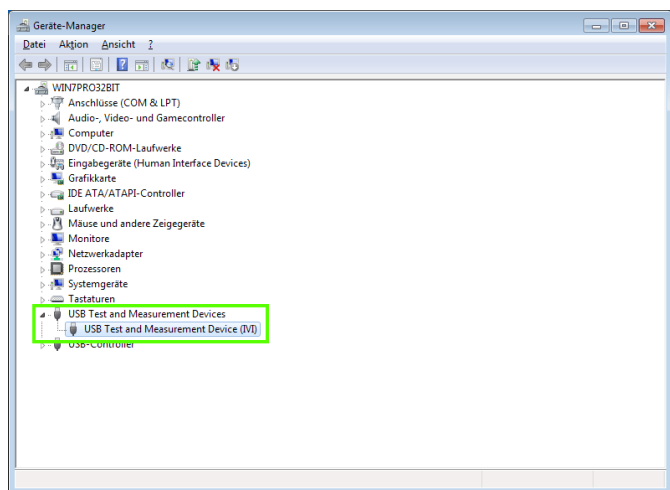 Geräte-Manager
Datei Aktion Ansicht ?
WIN7PRO32BIT
Anschlüsse (COM & LPT)
Audio-, Video- und Gamecontroller
Computer
DVD/CD-ROM-Laufwerke
Eingabegeräte (Human Interface Devices)
Grafikkarte
IDE ATA/ATAPI-Controller
Laufwerke
Mäuse und andere Zeigegeräte
Monitore
Netzwerkadapter
Prozessoren
Systemgeräte
Tastaturen
USB Test and Measurement Devices
USB Test and Measurement Device (IVI)
USB-Controller